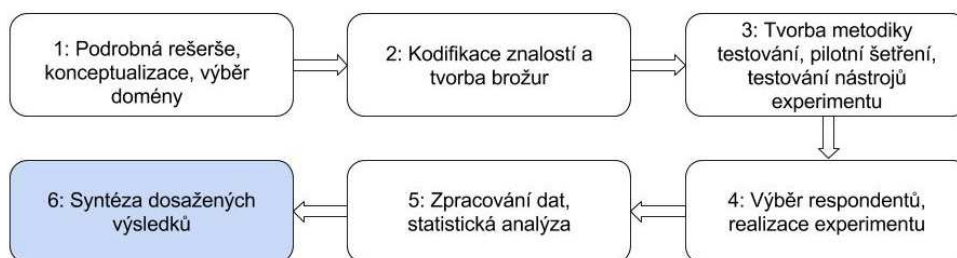 1: Podrobná rešerše,
konceptualizace, výběr
domény
2: Kodifikace znalostí a
tvorba brožur
3: Tvorba metodiky
testování, pilotní šetření,
testování nástrojů
experimentu
4: Výběr respondentů,
realizace experimentu
5: Zpracování dat,
statistická analýza
6: Syntéza dosažených
výsledků